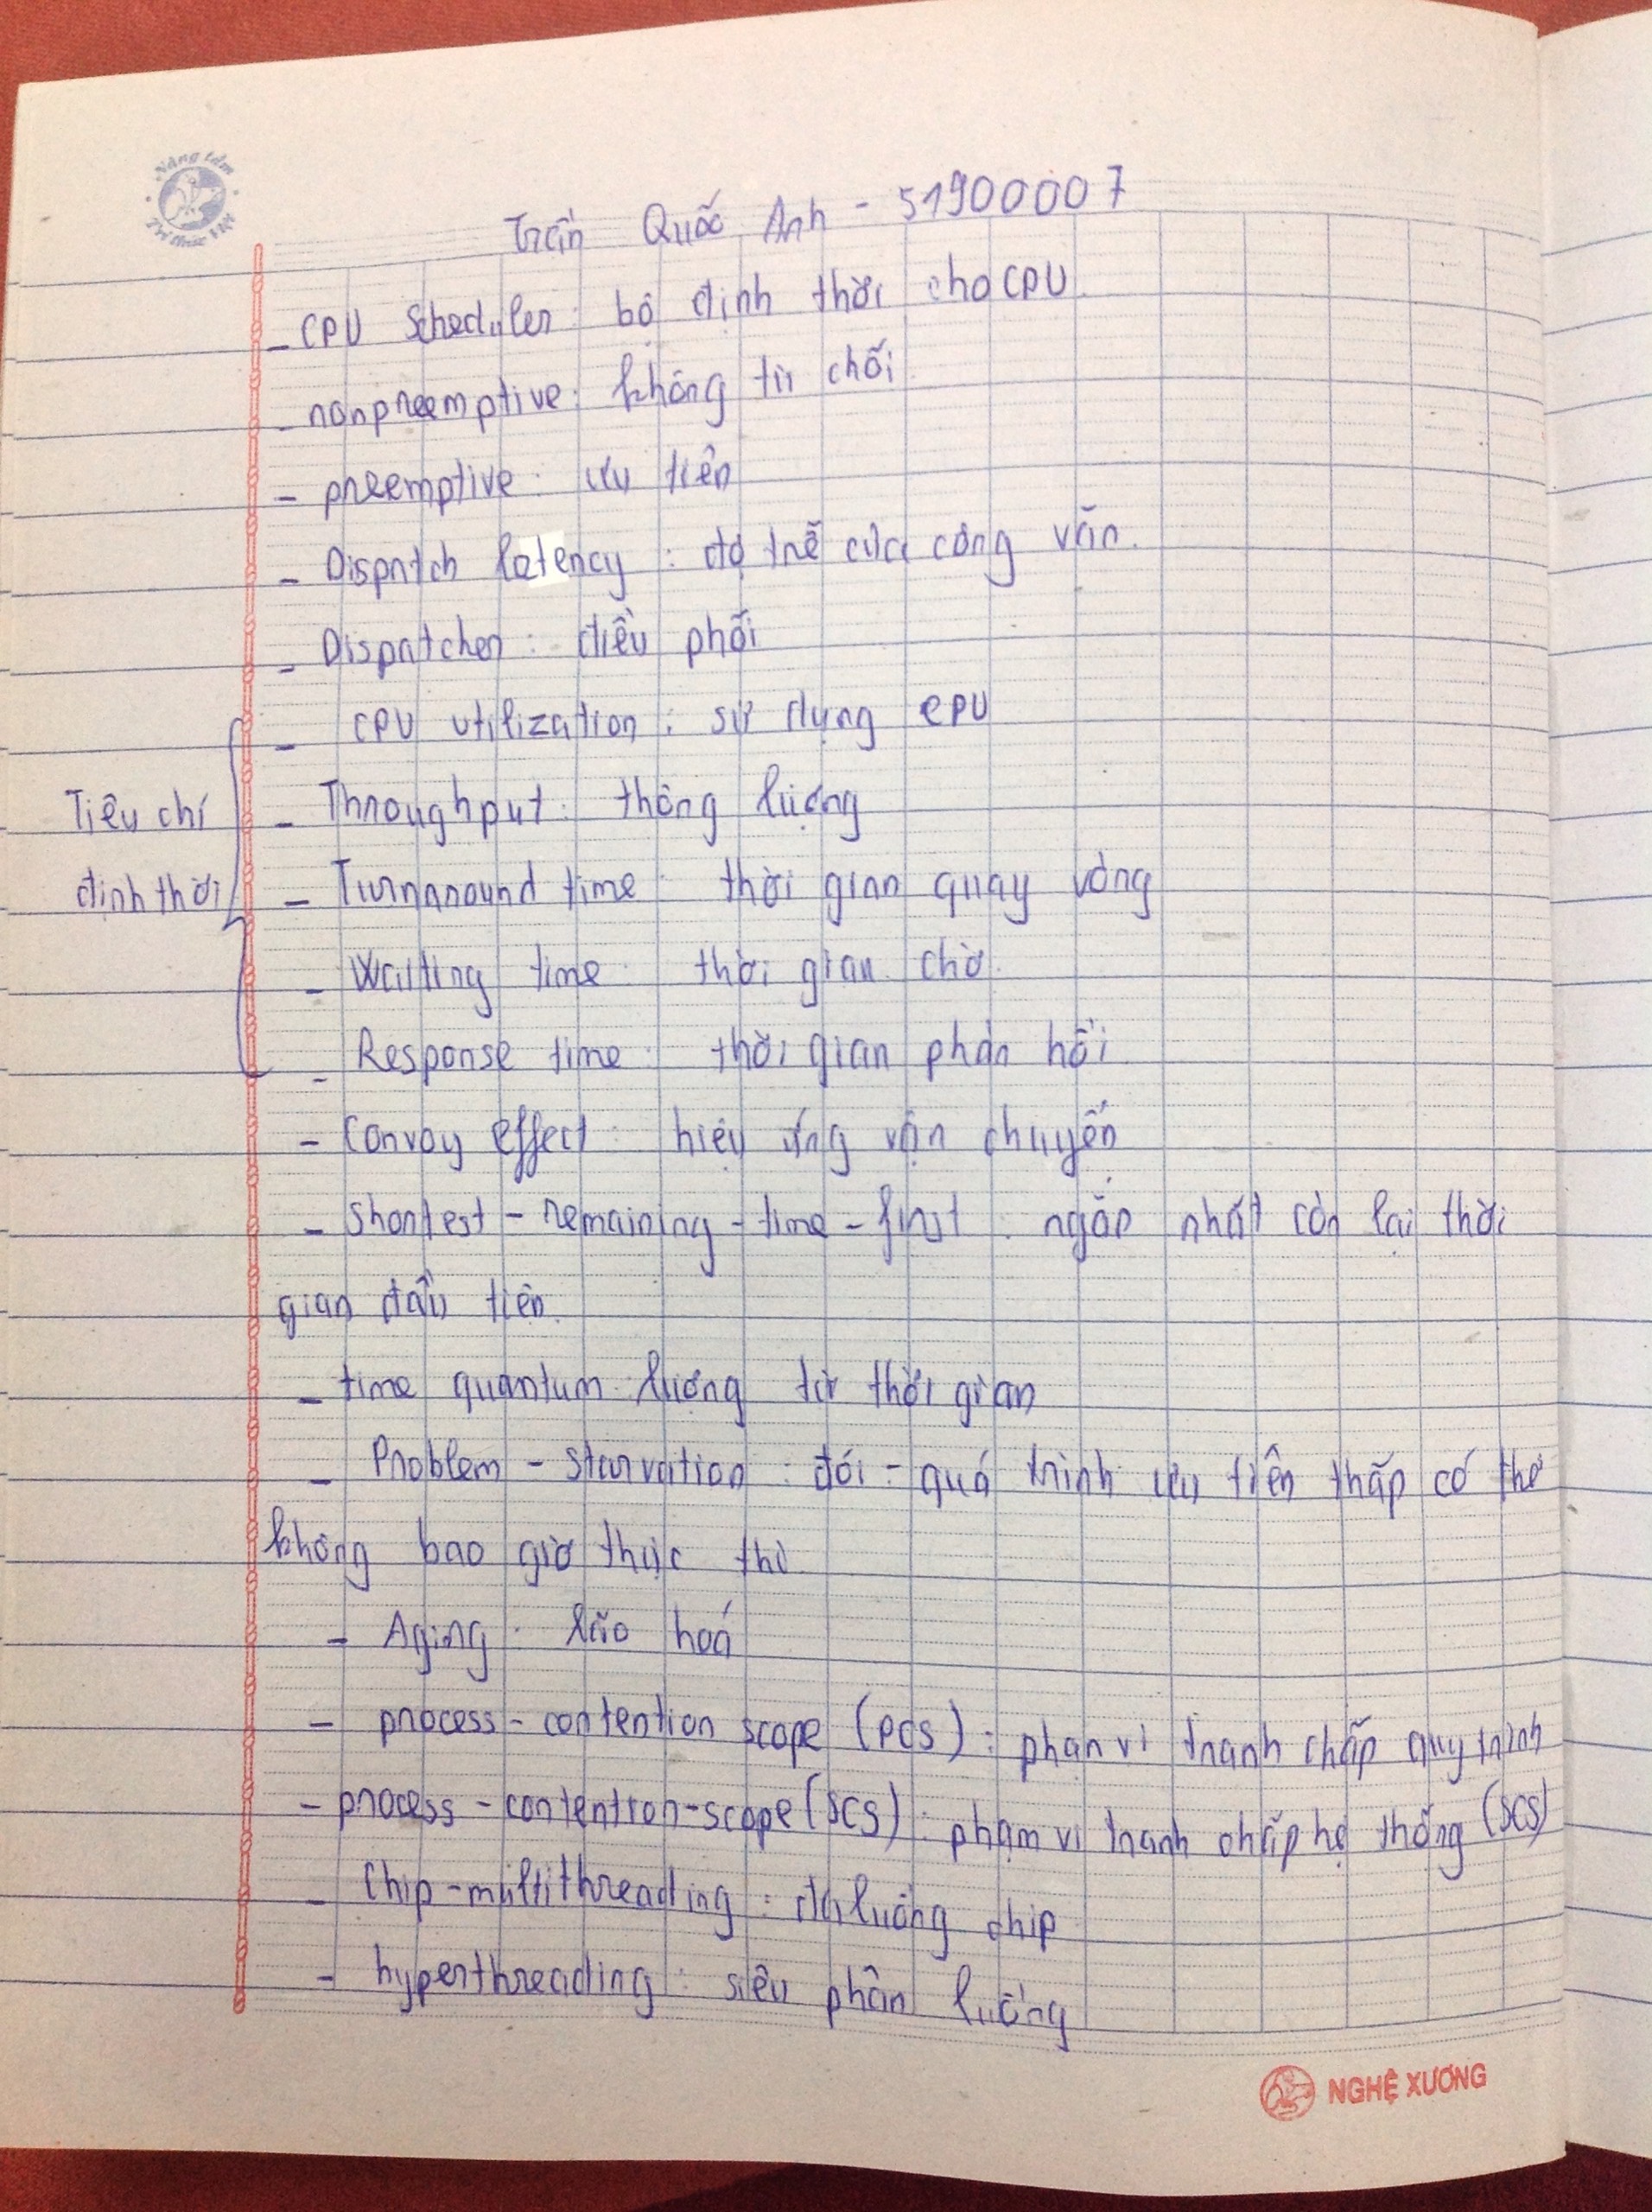 Nâng tầm
Tri thức Việt
Trần Quốc Anh - 51900007
- CPU Scheduler : bộ định thời cho CPU
- nonpreemptive : không từ chối
- preemptive : ưu tiên
- Dispatch latency : độ trễ của công văn.
- Dispatcher : điều phối
- CPU utilization : sử dụng CPU
Tiêu chí
định thời
- Throughput : thông lượng
- Turnaround time : thời gian quay vòng
- Waiting time : thời gian chờ.
- Response time : thời gian phản hồi
- Convoy effect : hiệu ứng vận chuyển
- Shortest - remaining - time - first : ngắn nhất còn lại thời
gian đầu tiên.
- time quantum : lượng tử thời gian
- Problem - Starvation : đói - quá trình ưu tiên thấp có thể
không bao giờ thực thi
- Aging : lão hoá
- process - contention scope (PCS) : phạm vi tranh chấp quy trình
- process - contention-scope (SCS) : phạm vi tranh chấp hệ thống (SCS)
- Chip-multithreading : đa luồng chip
- hyperthreading : siêu phân luồng
NGHỆ XƯƠNG